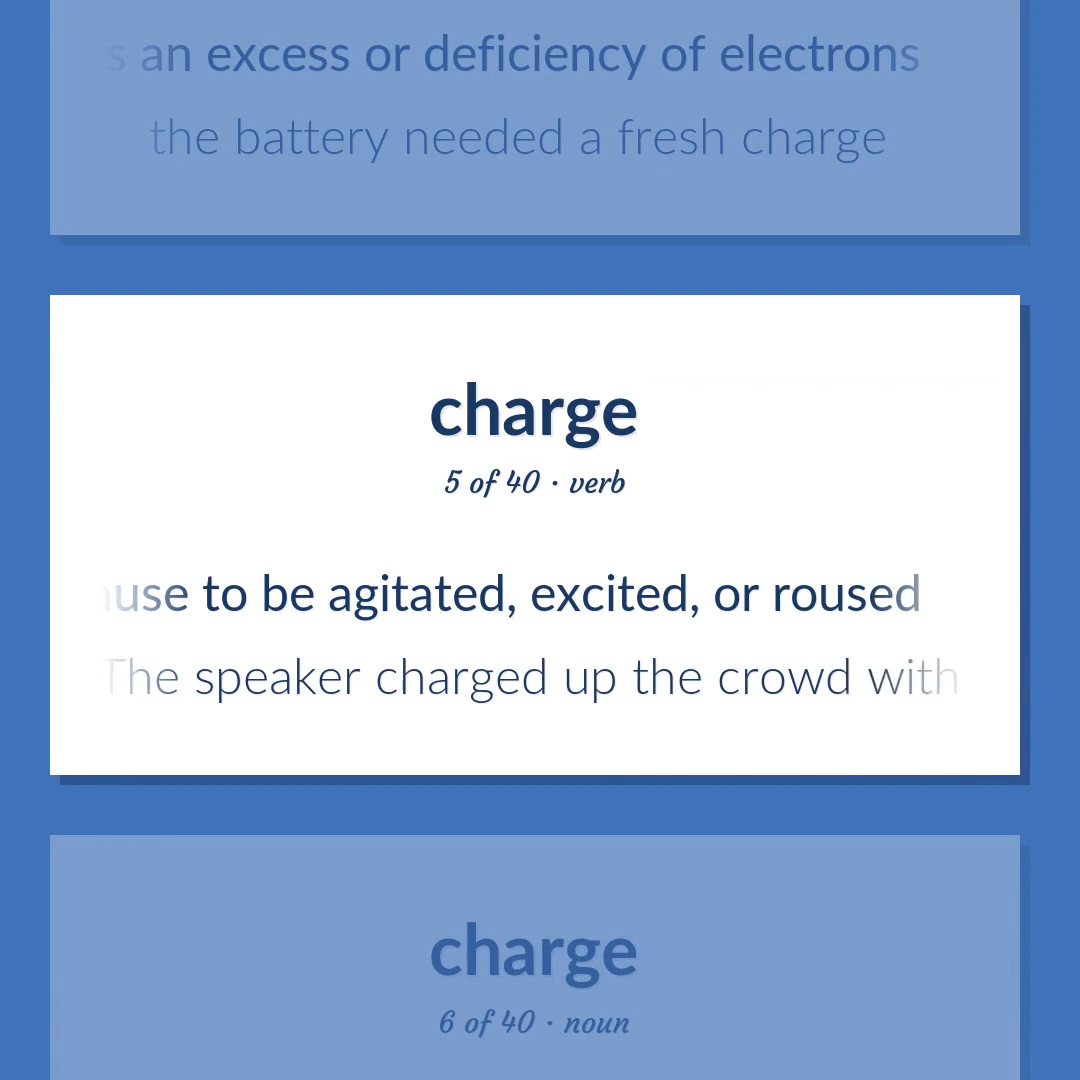 s an excess or deficiency of electrons
the battery needed a fresh charge
charge
5 of 40 · verb
use to be agitated, excited, or roused
The speaker charged up the crowd with
charge
6 of 40 · noun